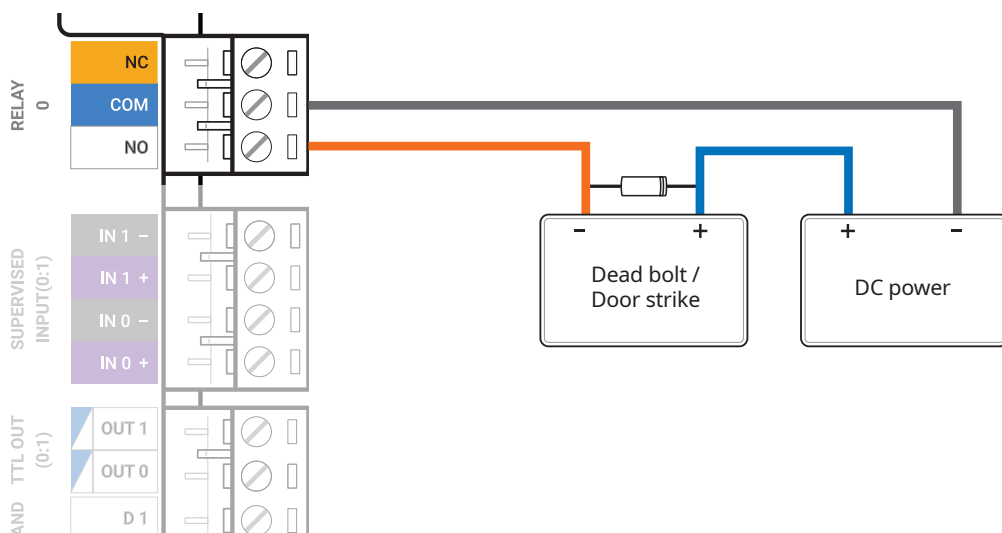 RELAY
0
NC
COM
NO
- +
Dead bolt /
Door strike
+ -
DC power
SUPERVISED
INPUT(0:1)
IN 1 –
IN 1 +
IN 0 –
IN 0 +
TTL OUT
(0:1)
OUT 1
OUT 0
AND
D 1